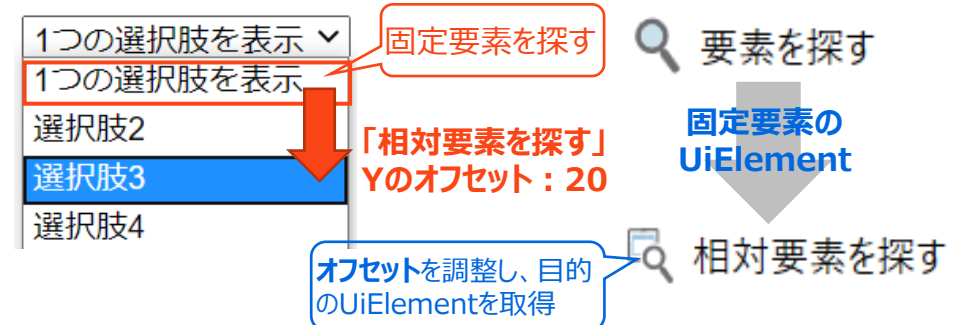 1つの選択肢を表示
1つの選択肢を表示
選択肢2
選択肢3
選択肢4
固定要素を探す
「相対要素を探す」
Yのオフセット：20
オフセットを調整し、目的
のUiElementを取得
要素を探す
固定要素の
UiElement
相対要素を探す